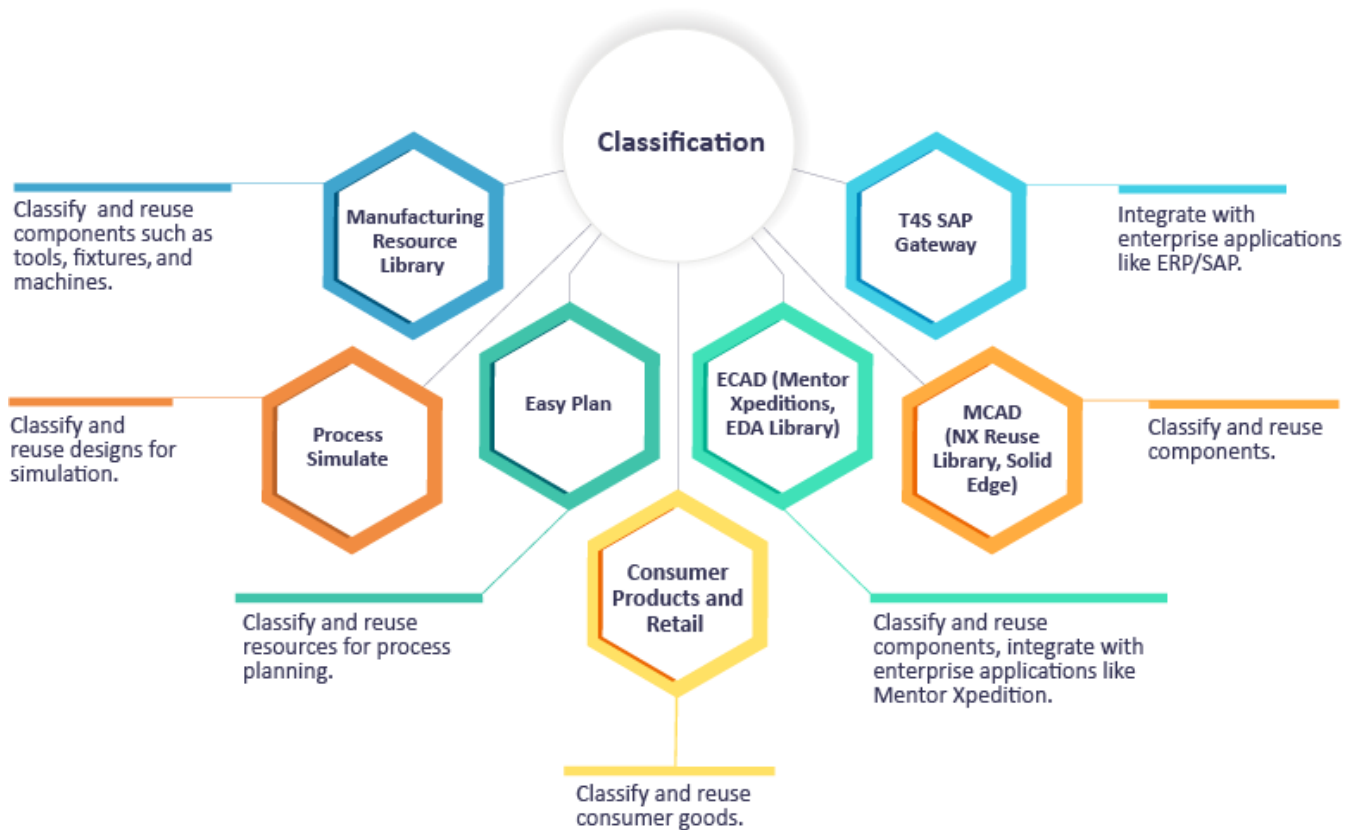 Classification
Manufacturing
Resource
Library
Classify  and reuse
components such as
tools, fixtures, and
machines.
T4S SAP
Gateway
Integrate with
enterprise applications
like ERP/SAP.
Process
Simulate
Classify and
reuse designs for
simulation.
Easy Plan
Classify and reuse
resources for process
planning.
ECAD (Mentor
Xpeditions,
EDA Library)
Classify and reuse
components, integrate with
enterprise applications like
Mentor Xpedition.
MCAD
(NX Reuse
Library, Solid
Edge)
Classify and reuse
components.
Consumer
Products and
Retail
Classify and reuse
consumer goods.